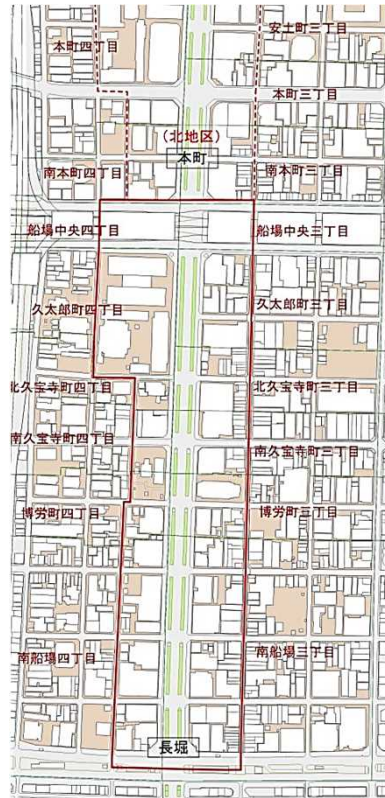 安土町三丁目
本町四丁目
本町三丁目
(北地区)
本町
南本町四丁目
南本町三丁目
船場中央四丁目
船場中央三丁目
久太郎町四丁目
久太郎町三丁目
北久宝寺町四丁目
北久宝寺町三丁目
南久宝寺町四丁目
南久宝寺町三丁目
博労町四丁目
博労町三丁目
南船場四丁目
南船場三丁目
長堀